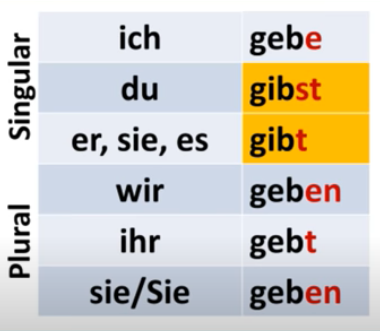 Singular
ich gebe
du gibst
er, sie, es gibt
Plural
wir geben
ihr gebt
sie/Sie geben